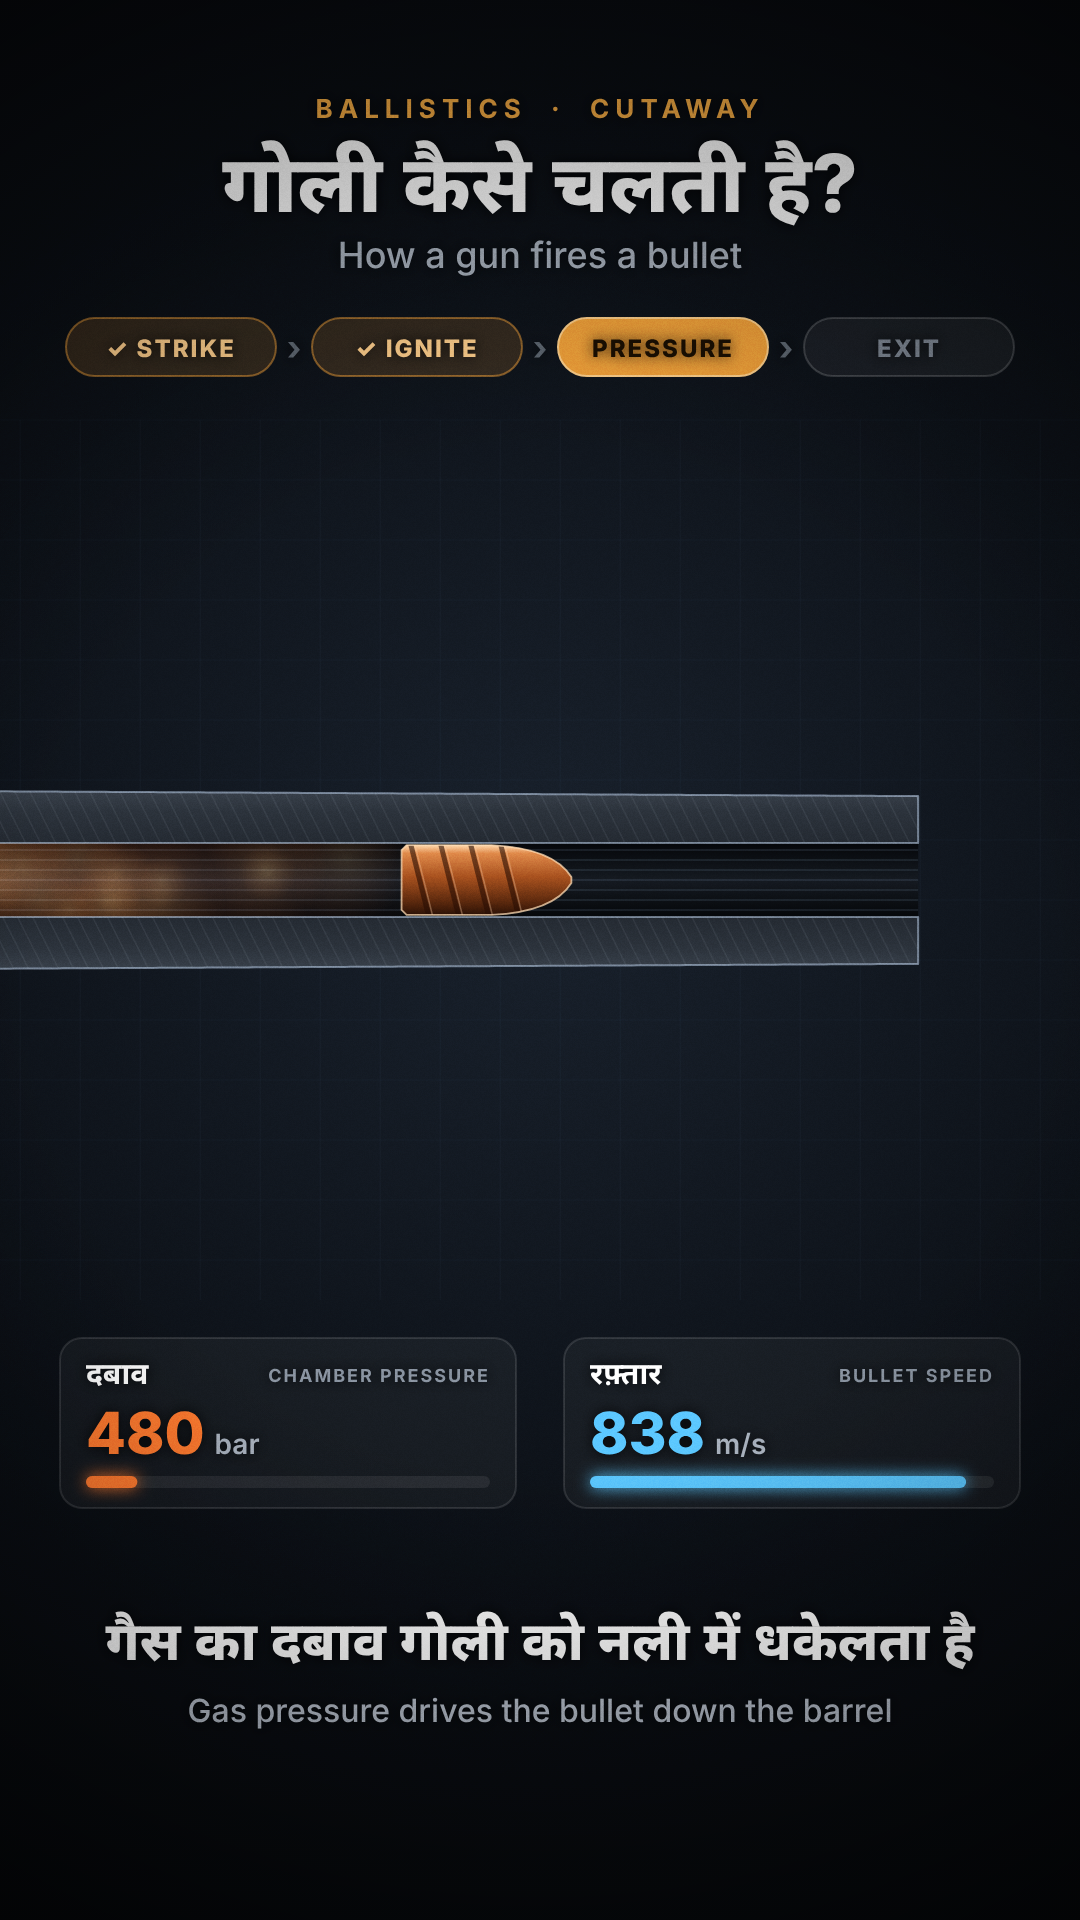 BALLISTICS · CUTAWAY
गोली कैसे चलती है?
How a gun fires a bullet
✓ STRIKE › ✓ IGNITE › PRESSURE › EXIT
दबाव CHAMBER PRESSURE
480 bar
रफ़्तार BULLET SPEED
838 m/s
गैस का दबाव गोली को नली में धकेलता है
Gas pressure drives the bullet down the barrel